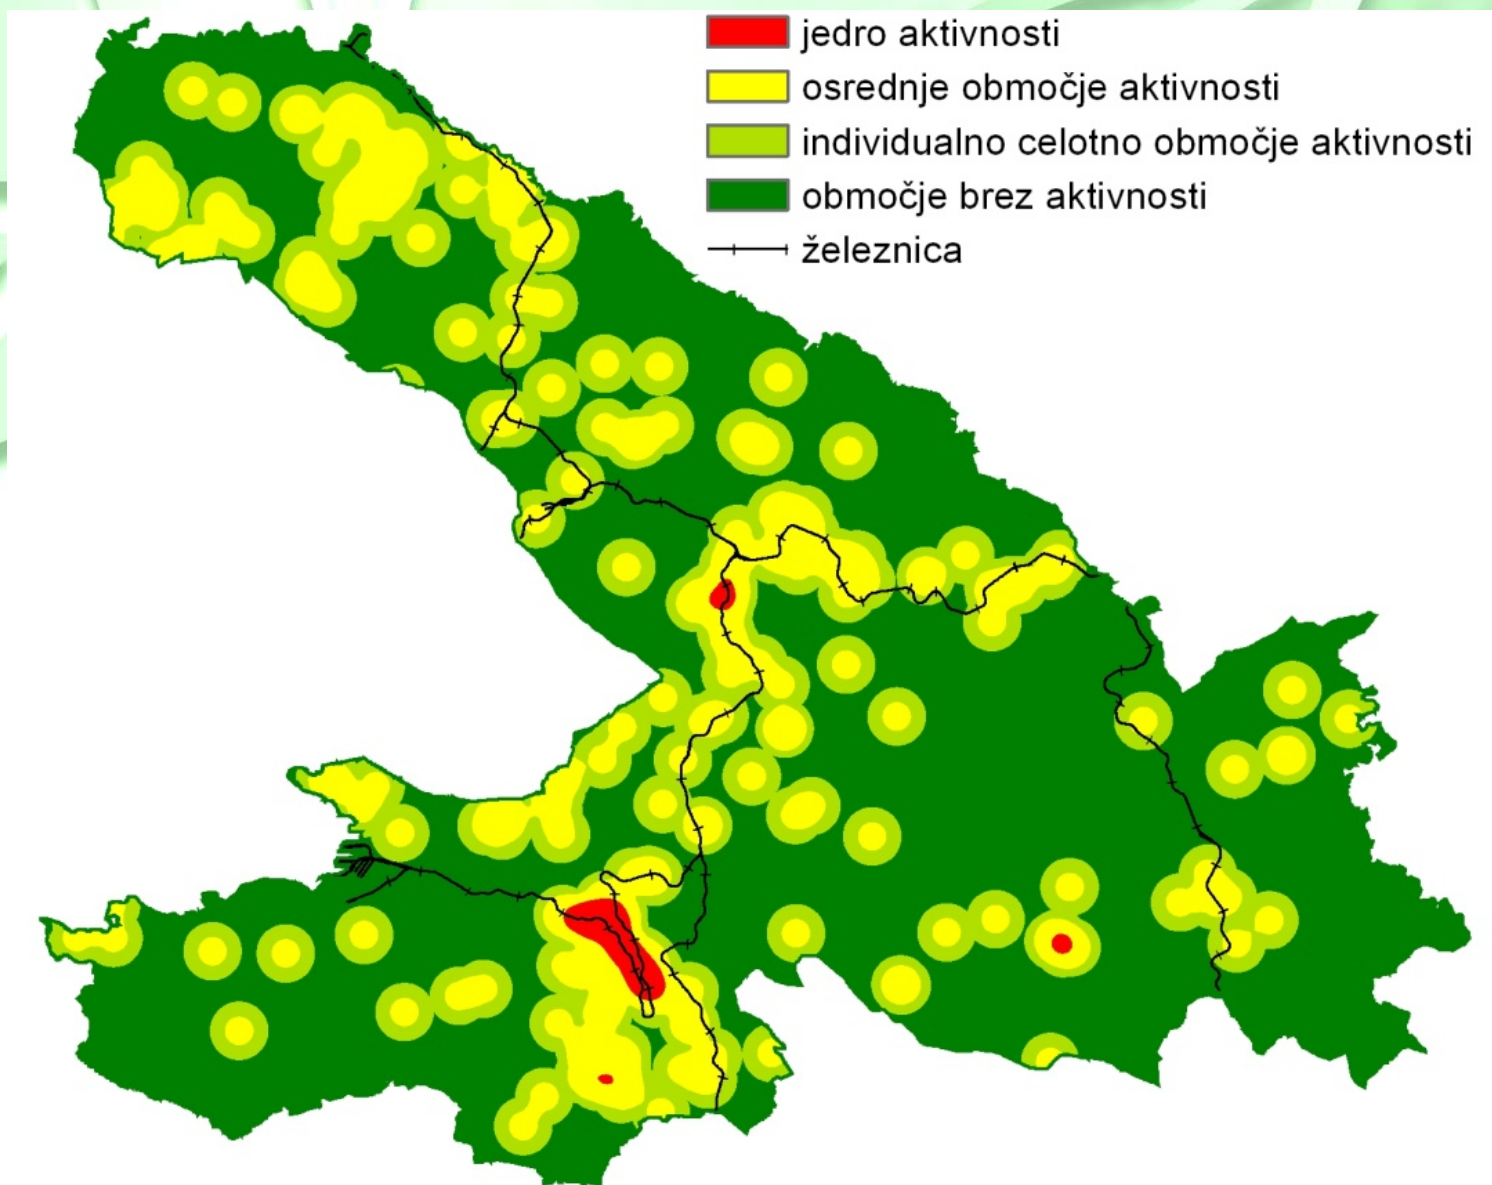 jedro aktivnosti
osrednje območje aktivnosti
individualno celotno območje aktivnosti
območje brez aktivnosti
železnica